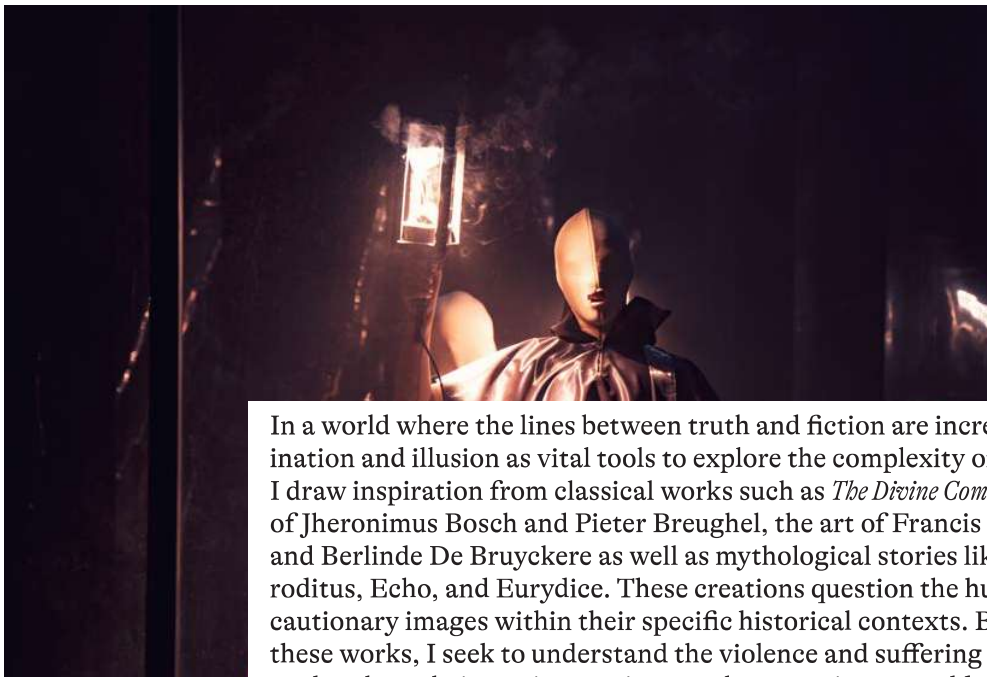 In a world where the lines between truth and fiction are incre
ination and illusion as vital tools to explore the complexity
I draw inspiration from classical works such as The Divine Com
of Jheronimus Bosch and Pieter Breughel, the art of Francis
and Berlinde De Bruyckere as well as mythological stories lik
roditus, Echo, and Eurydice. These creations question the hu
cautionary images within their specific historical contexts.
these works, I seek to understand the violence and suffering